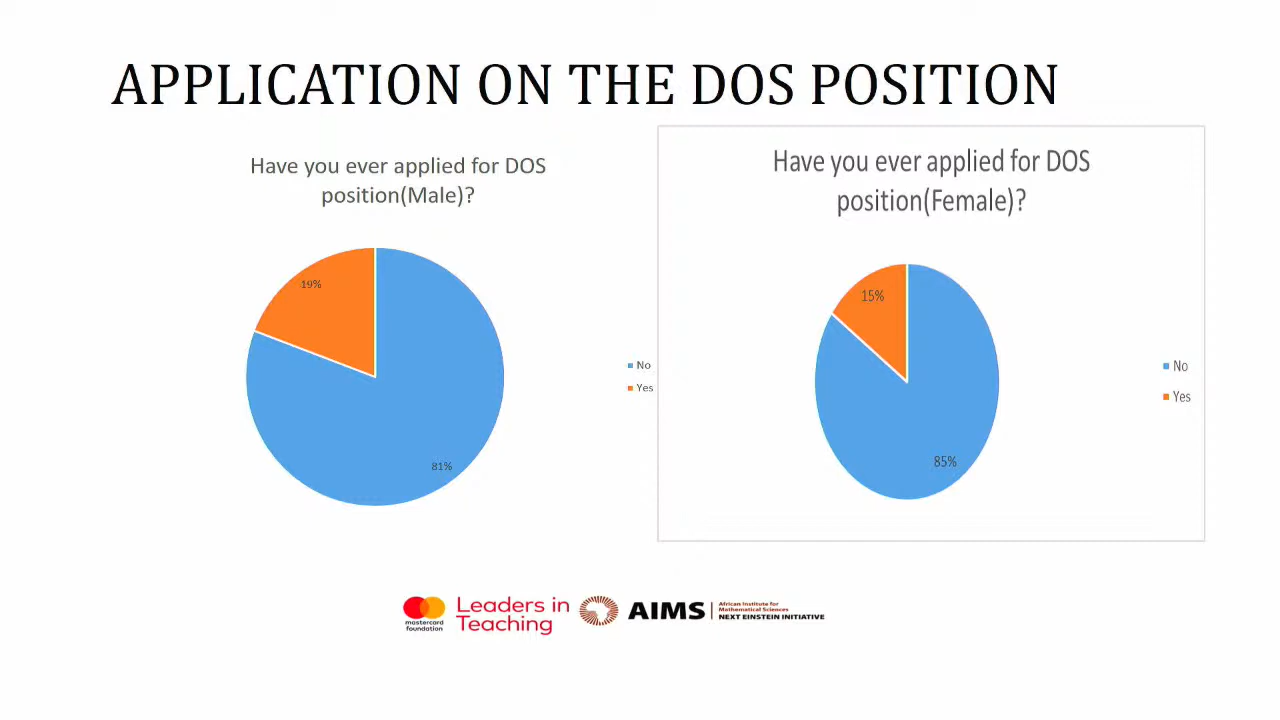 APPLICATION ON THE DOS POSITION
Have you ever applied for DOS
position(Male)?
19%
81%
No
Yes
Have you ever applied for DOS
position(Female)?
15%
85%
No
Yes
mastercard
foundation
Leaders in
Teaching
AIMS
African Institute for
Mathematical Sciences
NEXT EINSTEIN INITIATIVE